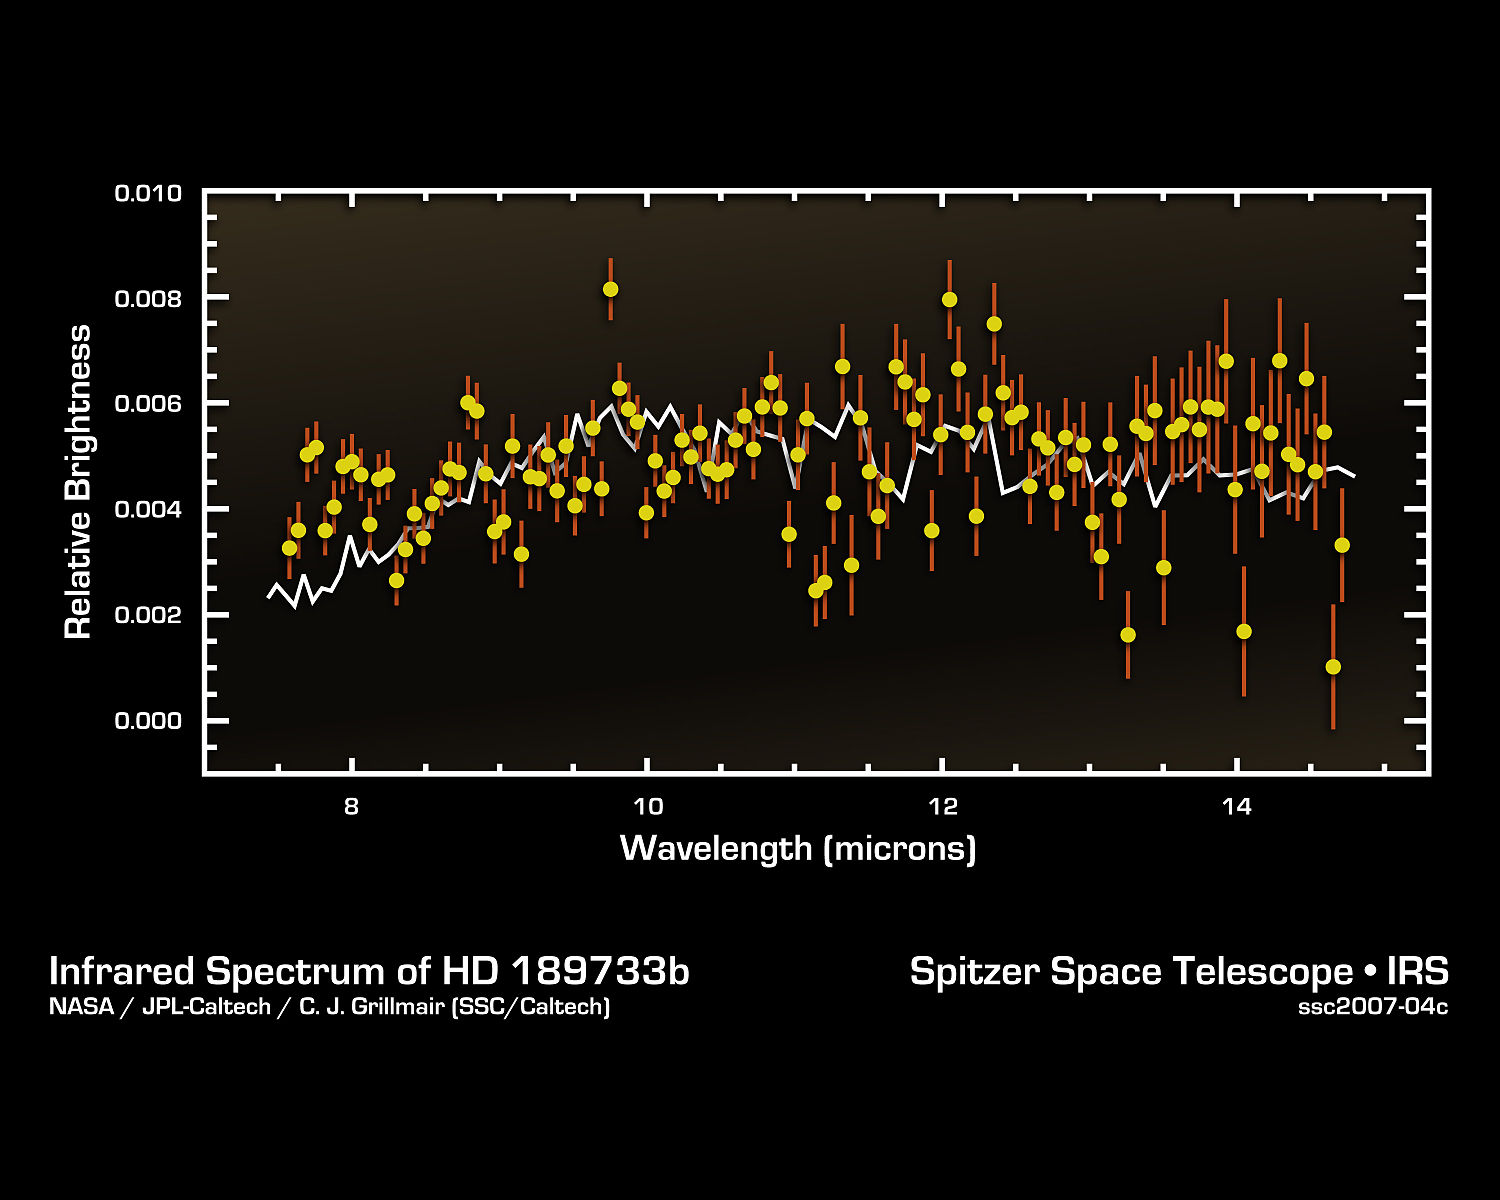 0.010
0.008
0.006
0.004
0.002
0.000
Relative Brightness
8 10 12 14
Wavelength (microns)
Infrared Spectrum of HD 189733b
NASA / JPL-Caltech / C. J. Grillmair (SSC/Caltech)
Spitzer Space Telescope • IRS
ssc2007-04c